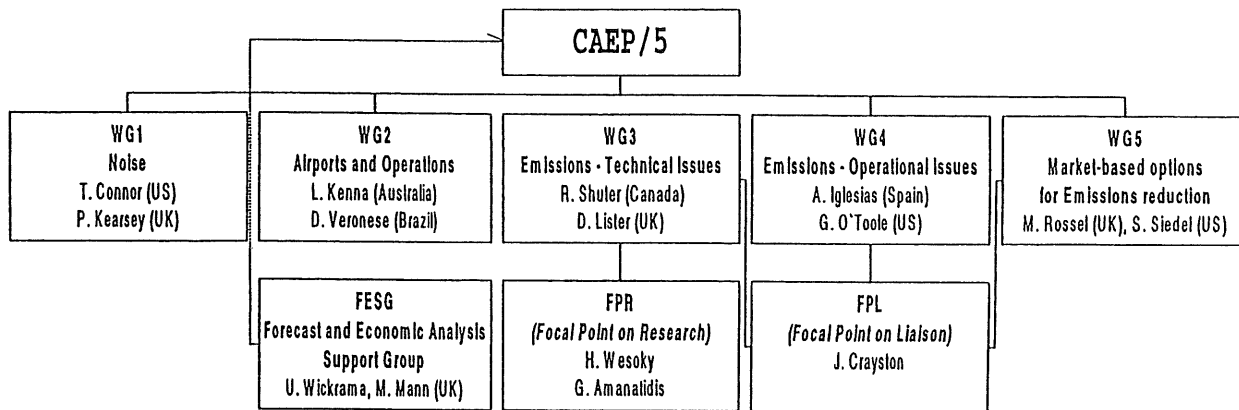 CAEP/5
WG1
Noise
T. Connor (US)
P. Kearsey (UK)
WG2
Airports and Operations
L. Kenna (Australia)
D. Veronese (Brazil)
WG3
Emissions - Technical Issues
R. Shuter (Canada)
D. Lister (UK)
WG4
Emissions - Operational Issues
A. Iglesias (Spain)
G. O`Toole (US)
WG5
Market-based options
for Emissions reduction
M. Rossel (UK), S. Siedel (US)
FESG
Forecast and Economic Analysis
Support Group
U. Wickrama, M. Mann (UK)
FPR
(Focal Point on Research)
H. Wesoky
G. Amanatidis
FPL
(Focal Point on Liaison)
J. Crayston